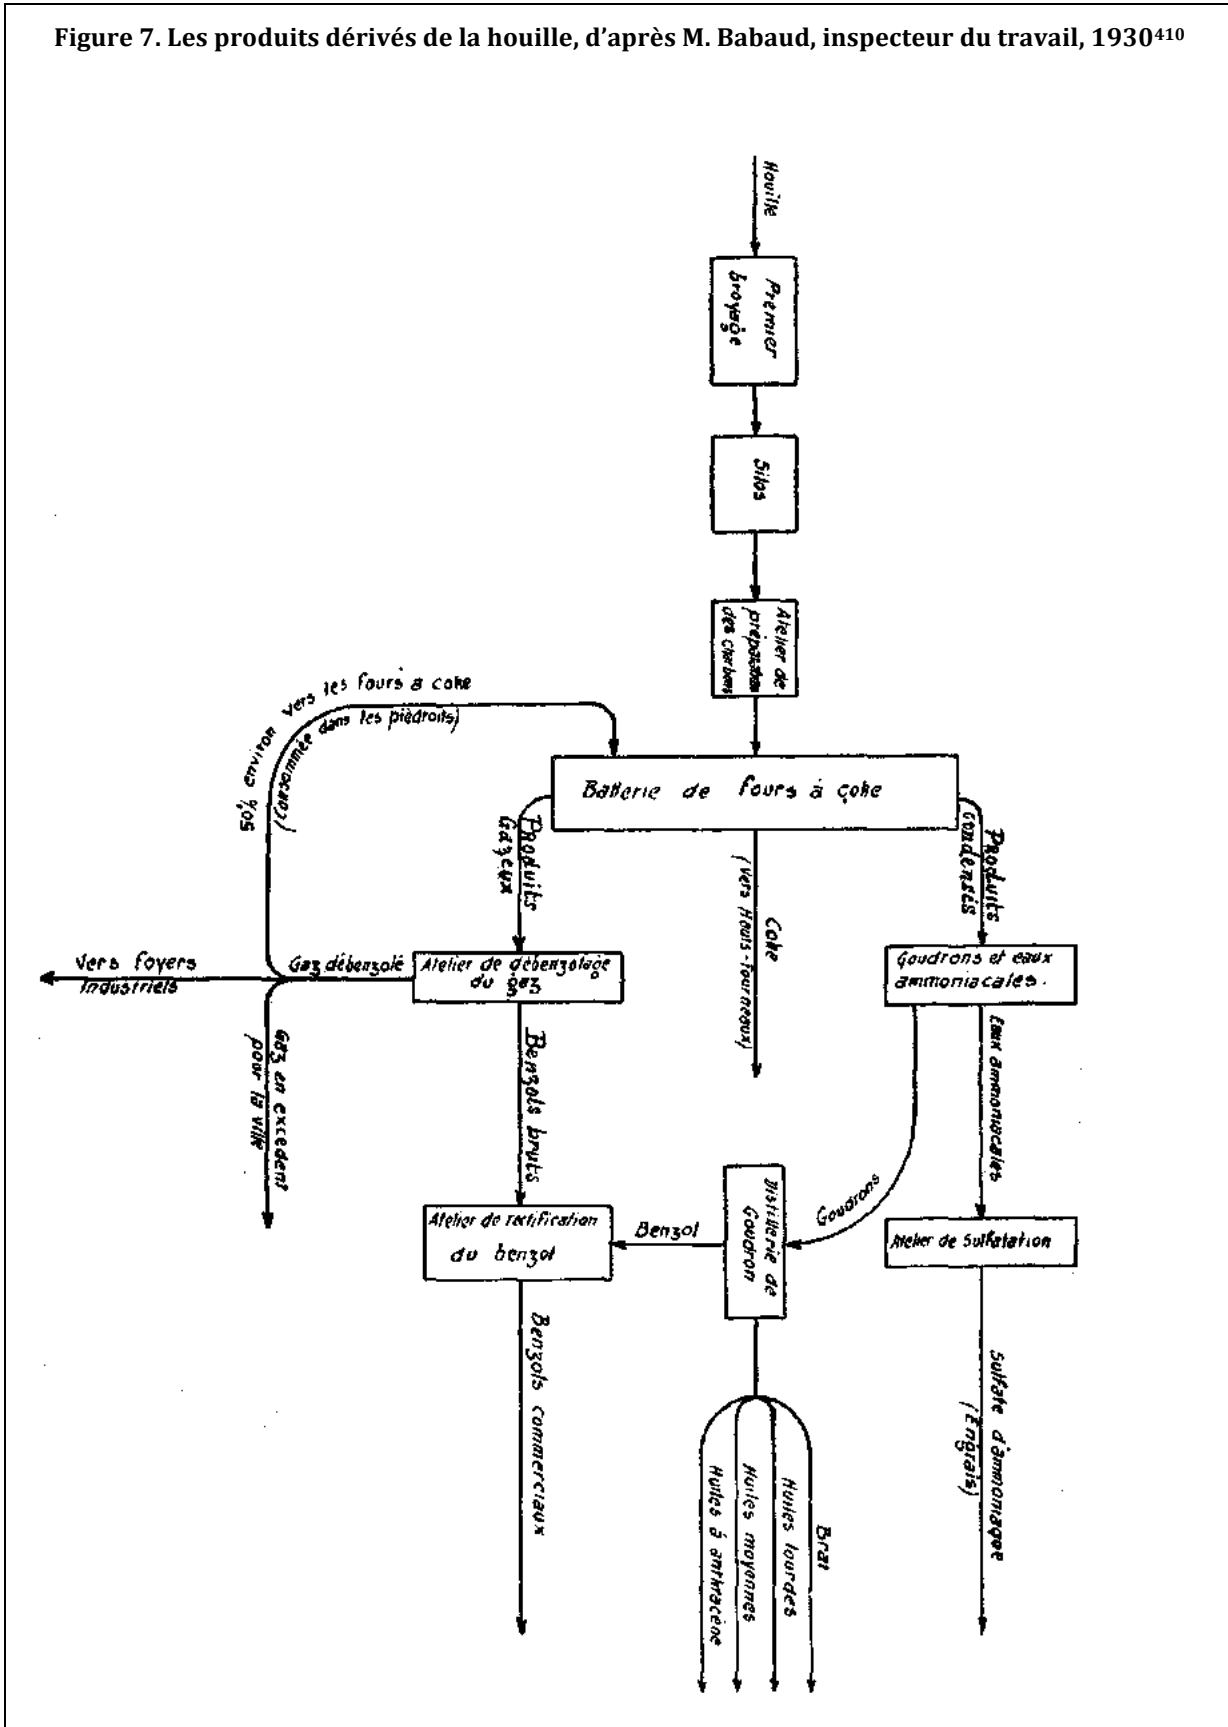 Figure 7. Les produits dérivés de la houille, d'après M. Babaud, inspecteur du travail, 1930⁴¹⁰
Houille
Premier
broyage
Silos
Atelier de
préparation
des charbons
50% environ vers les fours à coke
(consommée dans les piédroits)
Batterie de fours à coke
Produits
Gazeux
Coke
(Vers Hauts-fourneaux)
Produits
condensés
Vers foyers
Industriels
Gaz débenzolé
Atelier de débenzolage
du gaz
Goudrons et eaux
ammoniacales.
Gaz en excédent
pour la ville
Benzols bruts
Eaux ammoniacales
Goudrons
Atelier de rectification
du benzol
Benzol
Distillerie de
Goudron
Atelier de Sulfatation
Benzols commerciaux
Huiles à anthracène
Huiles moyennes
Huiles lourdes
Brai
Sulfate d'ammoniaque
(Engrais)